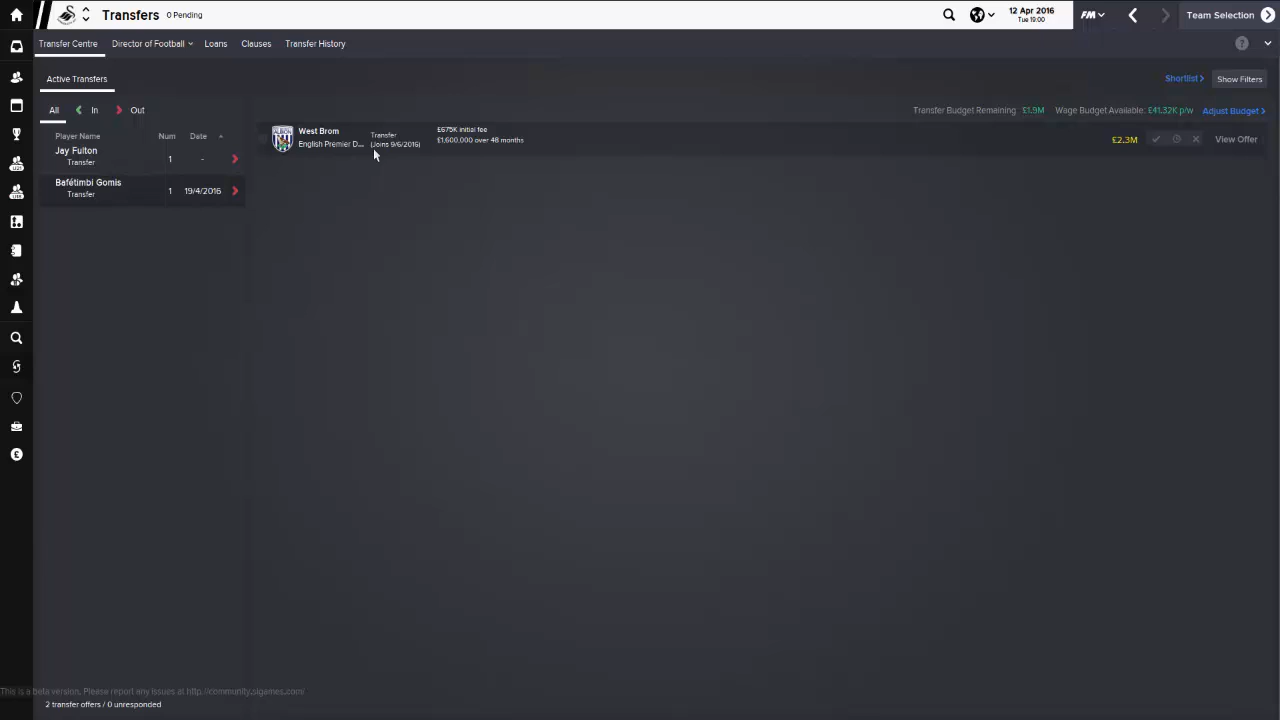 Transfers 0 Pending
12 Apr 2016
Tue 19:00
FM
Team Selection
Transfer Centre Director of Football Loans Clauses Transfer History
?
Active Transfers
Shortlist
Show Filters
All In Out
Transfer Budget Remaining: £1.9M Wage Budget Available: £41.32K p/w Adjust Budget
Player Name Num Date
Jay Fulton
Transfer
1 -
Bafétimbi Gomis
Transfer
1 19/4/2016
West Brom
English Premier D...
Transfer
(Joins 9/6/2016)
£675K initial fee
£1,600,000 over 48 months
£2.3M
View Offer
This is a beta version. Please report any issues at http://community.sigames.com/
2 transfer offers / 0 unresponded